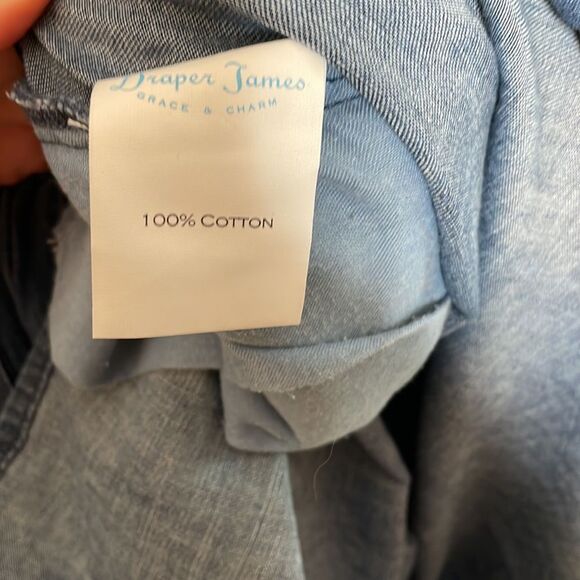 Draper James
GRACE & CHARM
100% COTTON